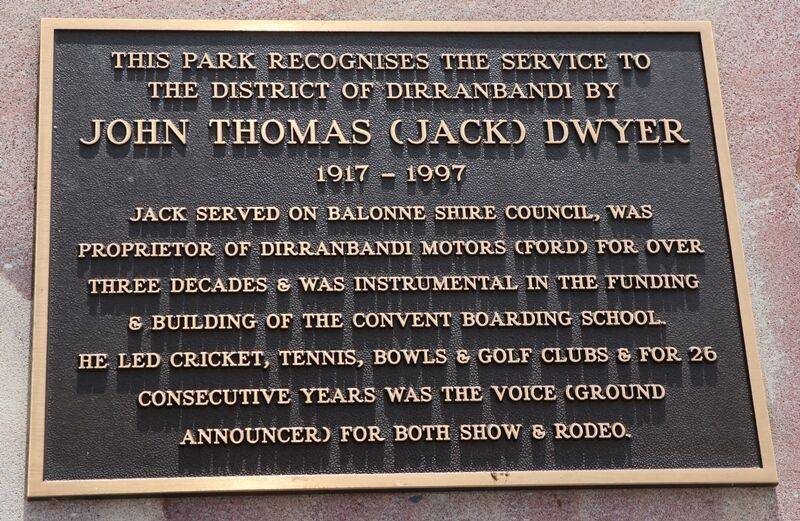 THIS PARK RECOGNISES THE SERVICE TO
THE DISTRICT OF DIRRANBANDI BY
JOHN THOMAS (JACK) DWYER
1917 – 1997
JACK SERVED ON BALONNE SHIRE COUNCIL, WAS
PROPRIETOR OF DIRRANBANDI MOTORS (FORD) FOR OVER
THREE DECADES & WAS INSTRUMENTAL IN THE FUNDING
& BUILDING OF THE CONVENT BOARDING SCHOOL.
HE LED CRICKET, TENNIS, BOWLS & GOLF CLUBS & FOR 26
CONSECUTIVE YEARS WAS THE VOICE (GROUND
ANNOUNCER) FOR BOTH SHOW & RODEO.